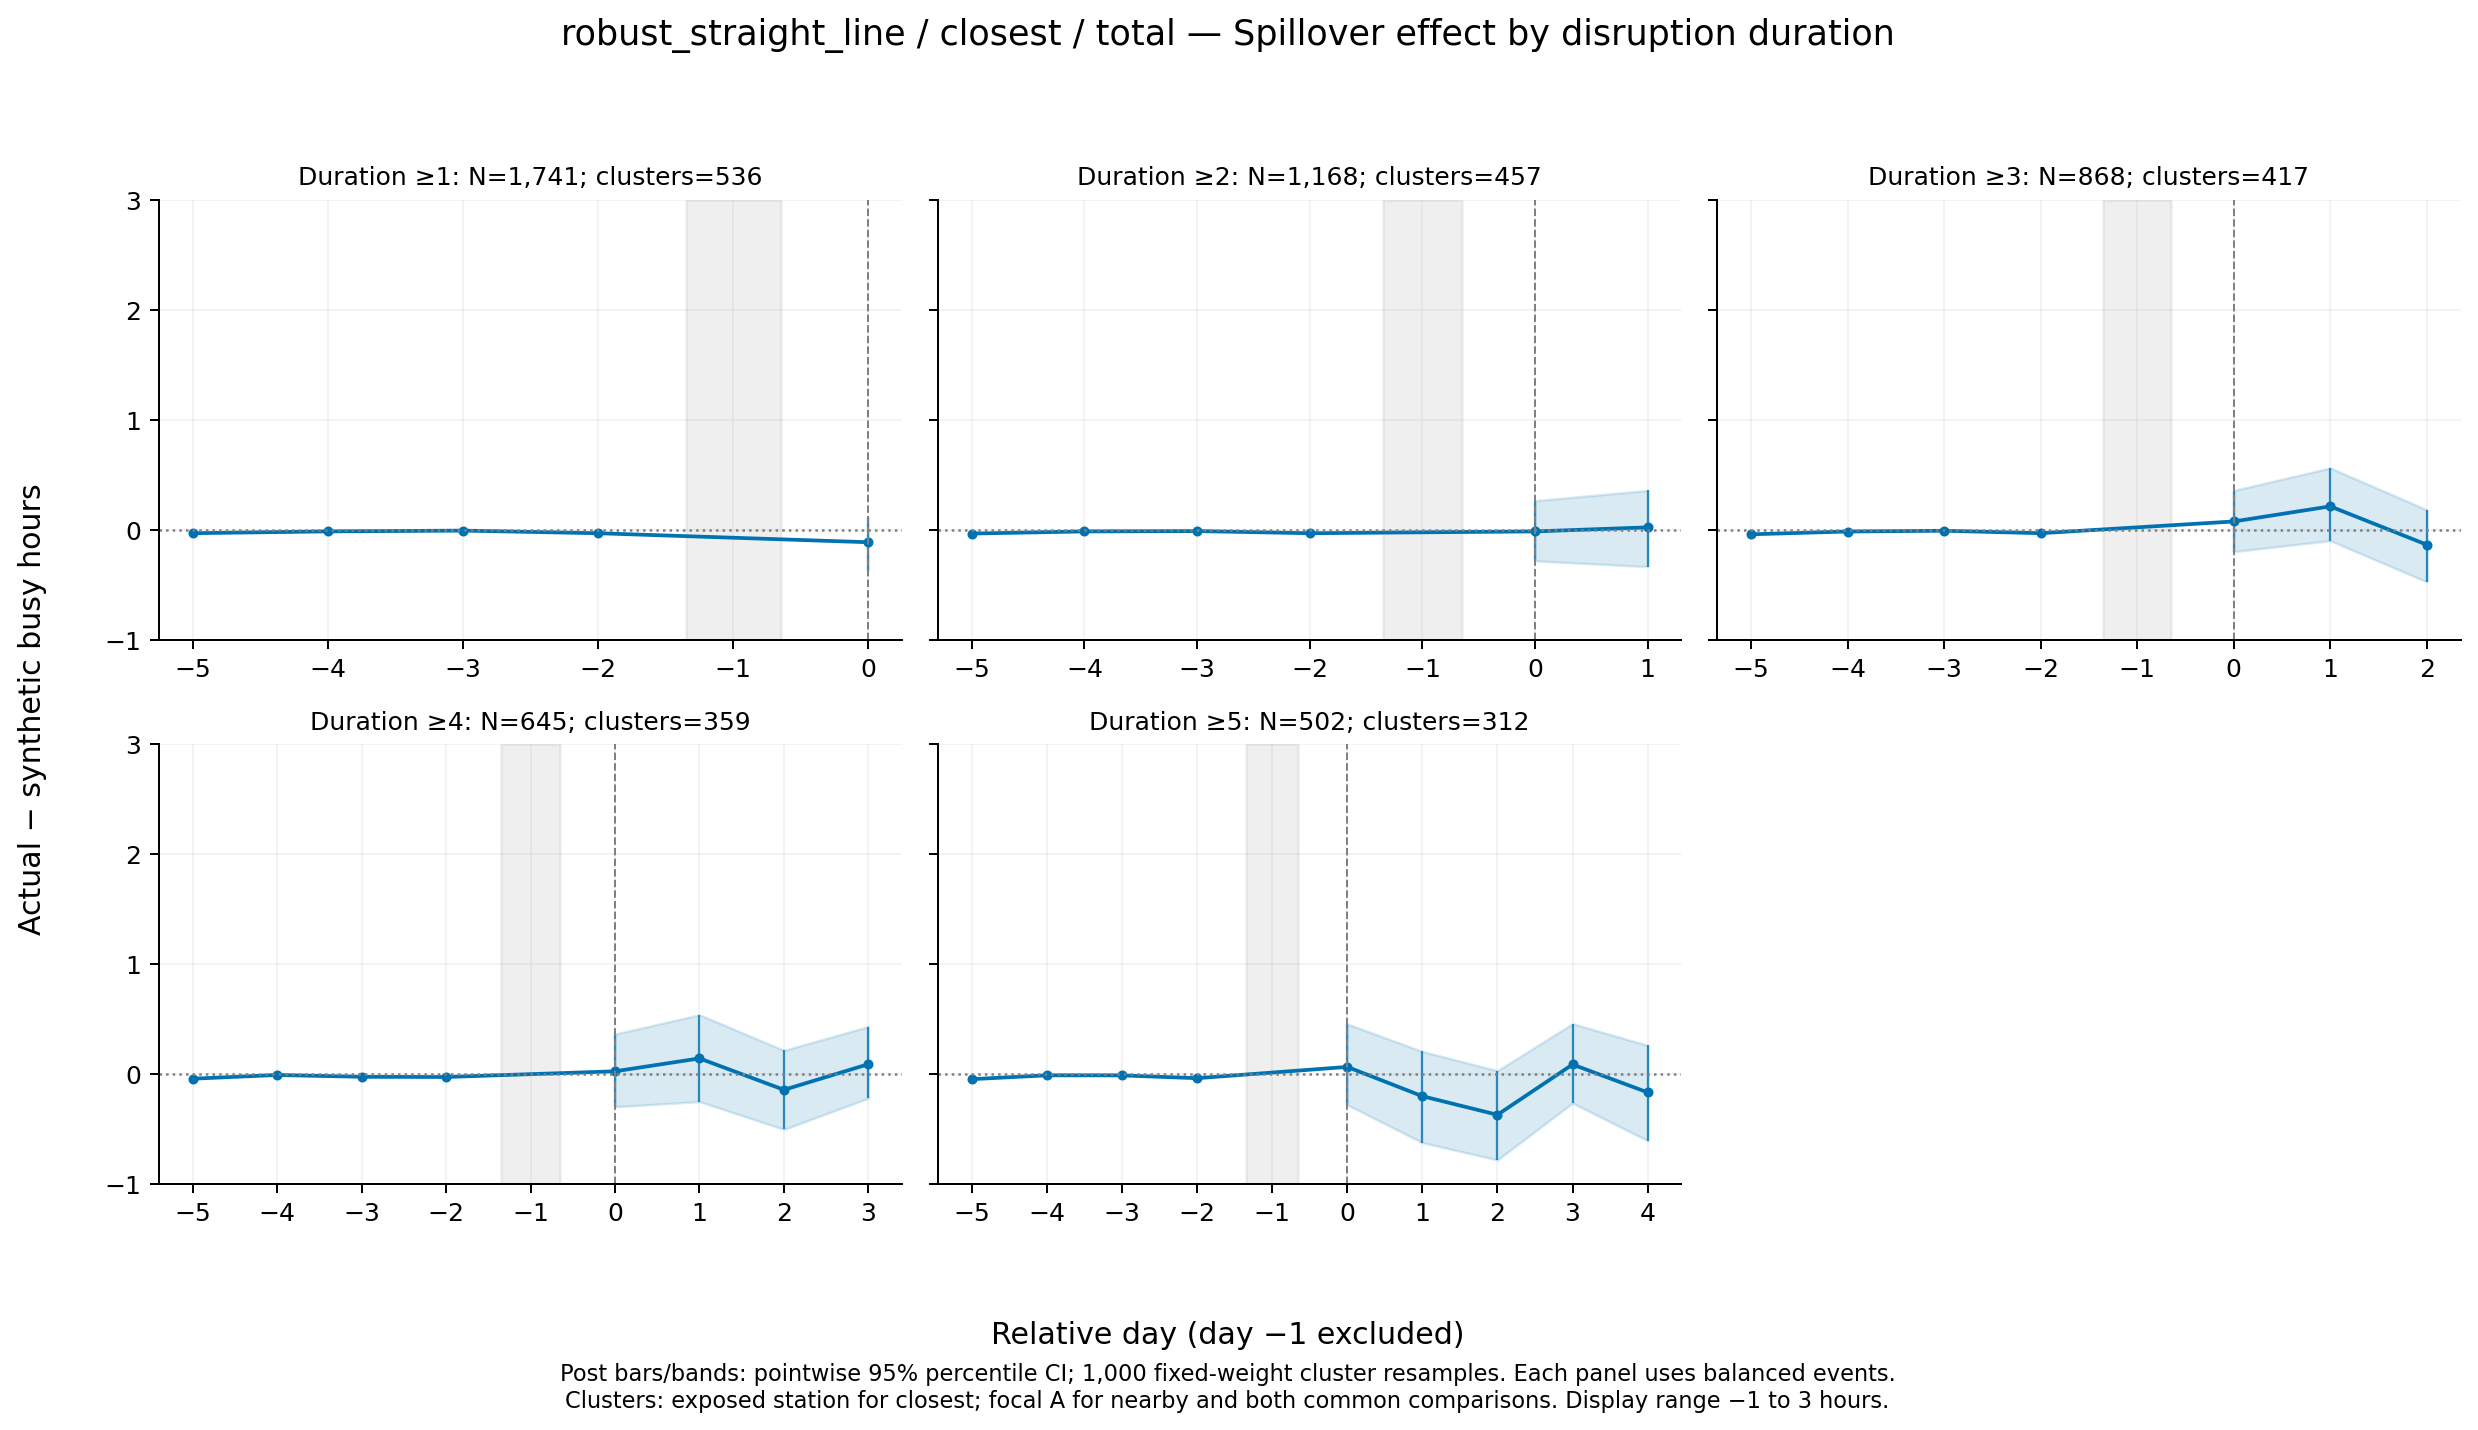 robust_straight_line / closest / total — Spillover effect by disruption duration
Duration ≥1: N=1,741; clusters=536
Duration ≥2: N=1,168; clusters=457
Duration ≥3: N=868; clusters=417
3
2
1
0
−1
−5 −4 −3 −2 −1 0
−5 −4 −3 −2 −1 0 1
−5 −4 −3 −2 −1 0 1 2
Actual − synthetic busy hours
Duration ≥4: N=645; clusters=359
Duration ≥5: N=502; clusters=312
3
2
1
0
−1
−5 −4 −3 −2 −1 0 1 2 3
−5 −4 −3 −2 −1 0 1 2 3 4
Relative day (day −1 excluded)
Post bars/bands: pointwise 95% percentile CI; 1,000 fixed-weight cluster resamples. Each panel uses balanced events.
Clusters: exposed station for closest; focal A for nearby and both common comparisons. Display range −1 to 3 hours.